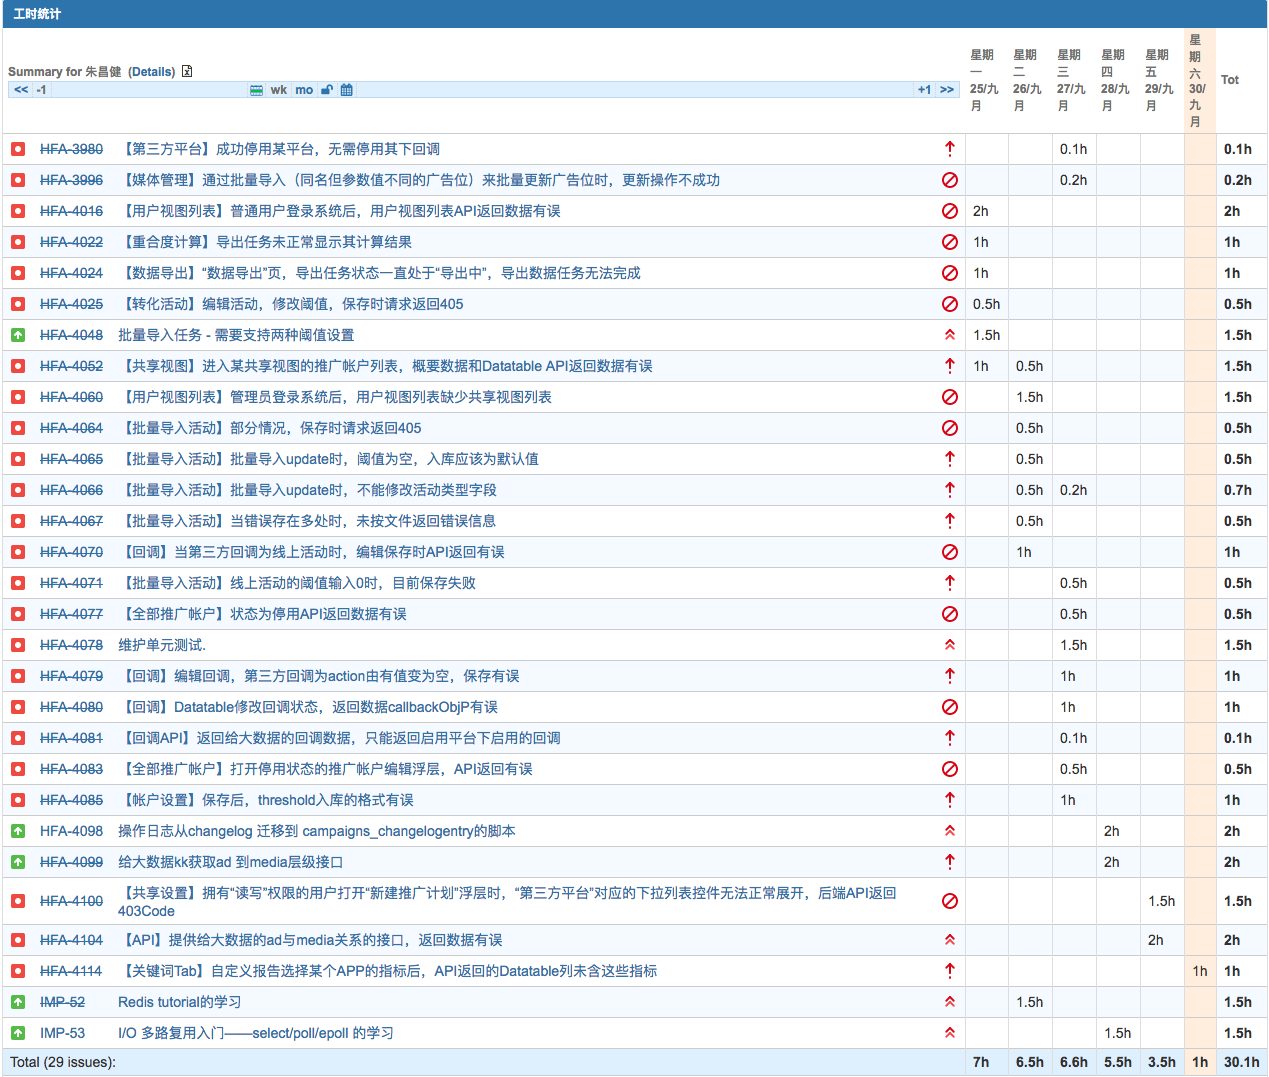 工时统计
Summary for 朱昌健 (Details)
<< -1 wk mo +1 >>
星期一 25/九月 星期二 26/九月 星期三 27/九月 星期四 28/九月 星期五 29/九月 星期六 30/九月 Tot
HFA-3980 【第三方平台】成功停用某平台，无需停用其下回调 0.1h 0.1h
HFA-3996 【媒体管理】通过批量导入（同名但参数值不同的广告位）来批量更新广告位时，更新操作不成功 0.2h 0.2h
HFA-4016 【用户视图列表】普通用户登录系统后，用户视图列表API返回数据有误 2h 2h
HFA-4022 【重合度计算】导出任务未正常显示其计算结果 1h 1h
HFA-4024 【数据导出】“数据导出”页，导出任务状态一直处于“导出中”，导出数据任务无法完成 1h 1h
HFA-4025 【转化活动】编辑活动，修改阈值，保存时请求返回405 0.5h 0.5h
HFA-4048 批量导入任务 - 需要支持两种阈值设置 1.5h 1.5h
HFA-4052 【共享视图】进入某共享视图的推广帐户列表，概要数据和Datatable API返回数据有误 1h 0.5h 1.5h
HFA-4060 【用户视图列表】管理员登录系统后，用户视图列表缺少共享视图列表 1.5h 1.5h
HFA-4064 【批量导入活动】部分情况，保存时请求返回405 0.5h 0.5h
HFA-4065 【批量导入活动】批量导入update时，阈值为空，入库应该为默认值 0.5h 0.5h
HFA-4066 【批量导入活动】批量导入update时，不能修改活动类型字段 0.5h 0.2h 0.7h
HFA-4067 【批量导入活动】当错误存在多处时，未按文件返回错误信息 0.5h 0.5h
HFA-4070 【回调】当第三方回调为线上活动时，编辑保存时API返回有误 1h 1h
HFA-4071 【批量导入活动】线上活动的阈值输入0时，目前保存失败 0.5h 0.5h
HFA-4077 【全部推广帐户】状态为停用API返回数据有误 0.5h 0.5h
HFA-4078 维护单元测试. 1.5h 1.5h
HFA-4079 【回调】编辑回调，第三方回调为action由有值变为空，保存有误 1h 1h
HFA-4080 【回调】Datatable修改回调状态，返回数据callbackObjP有误 1h 1h
HFA-4081 【回调API】返回给大数据的回调数据，只能返回启用平台下启用的回调 0.1h 0.1h
HFA-4083 【全部推广帐户】打开停用状态的推广帐户编辑浮层，API返回有误 0.5h 0.5h
HFA-4085 【帐户设置】保存后，threshold入库的格式有误 1h 1h
HFA-4098 操作日志从changelog 迁移到 campaigns_changelogentry的脚本 2h 2h
HFA-4099 给大数据kk获取ad 到media层级接口 2h 2h
HFA-4100 【共享设置】拥有“读写”权限的用户打开“新建推广计划”浮层时，“第三方平台”对应的下拉列表控件无法正常展开，后端API返回
403Code 1.5h 1.5h
HFA-4104 【API】提供给大数据的ad与media关系的接口，返回数据有误 2h 2h
HFA-4114 【关键词Tab】自定义报告选择某个APP的指标后，API返回的Datatable列未含这些指标 1h 1h
IMP-52 Redis tutorial的学习 1.5h 1.5h
IMP-53 I/O 多路复用入门——select/poll/epoll 的学习 1.5h 1.5h
Total (29 issues): 7h 6.5h 6.6h 5.5h 3.5h 1h 30.1h